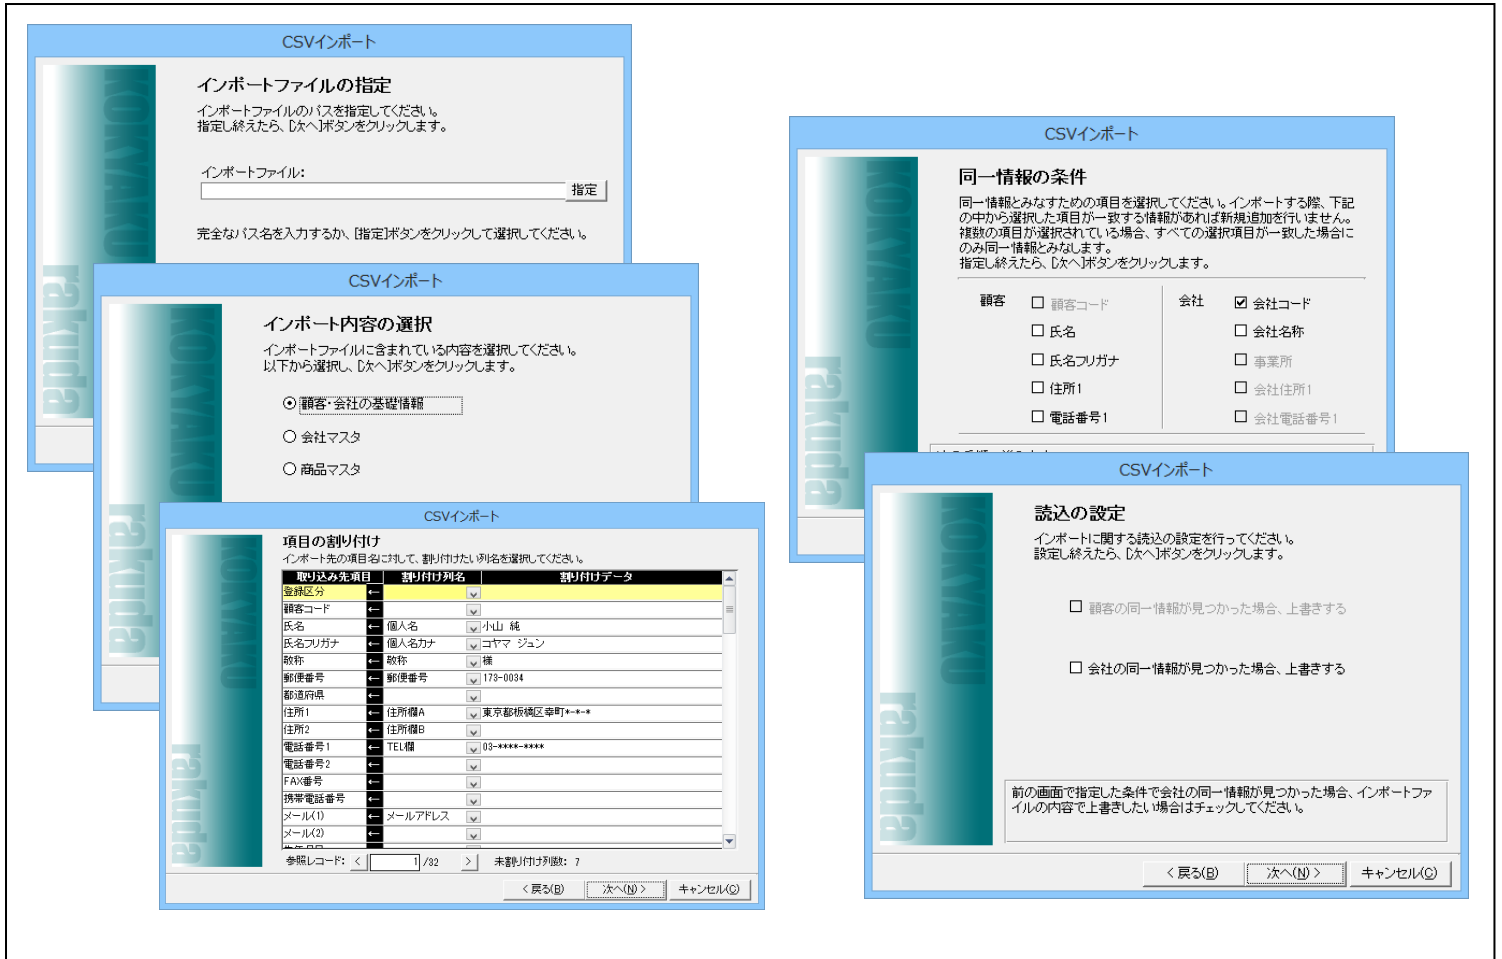 CSVインポート
KOKYAKU
rakuda
インポートファイルの指定
インポートファイルのパスを指定してください。
指定し終えたら、[次へ]ボタンをクリックします。
インポートファイル:
指定
完全なパス名を入力するか、[指定]ボタンをクリックして選択してください。
CSVインポート
KOKYAKU
rakuda
インポート内容の選択
インポートファイルに含まれている内容を選択してください。
以下から選択し、[次へ]ボタンをクリックします。
顧客・会社の基礎情報
会社マスタ
商品マスタ
CSVインポート
KOKYAKU
rakuda
項目の割り付け
インポート先の項目名に対して、割り付けたい列名を選択してください。
取り込み先項目 割り付け列名 割り付けデータ
登録区分 ←
顧客コード ←
氏名 ← 個人名 小山 純
氏名フリガナ ← 個人名カナ コヤマ ジュン
敬称 ← 敬称 様
郵便番号 ← 郵便番号 173-0034
都道府県 ←
住所1 ← 住所欄A 東京都板橋区幸町*-*-*
住所2 ← 住所欄B
電話番号1 ← TEL欄 03-****-****
電話番号2 ←
FAX番号 ←
携帯電話番号 ←
メール(1) ← メールアドレス
メール(2) ←
参照レコード: < 1 /32 > 未割り付け列数: 7
<戻る(B) 次へ(N)> キャンセル(C)
CSVインポート
KOKYAKU
rakuda
同一情報の条件
同一情報とみなすための項目を選択してください。インポートする際、下記
の中から選択した項目が一致する情報があれば新規追加を行いません。
複数の項目が選択されている場合、すべての選択項目が一致した場合に
のみ同一情報とみなします。
指定し終えたら、[次へ]ボタンをクリックします。
顧客 顧客コード 会社 会社コード
氏名 会社名称
氏名フリガナ 事業所
住所1 会社住所1
電話番号1 会社電話番号1
CSVインポート
KOKYAKU
rakuda
読込の設定
インポートに関する読込の設定を行ってください。
設定し終えたら、[次へ]ボタンをクリックします。
顧客の同一情報が見つかった場合、上書きする
会社の同一情報が見つかった場合、上書きする
前の画面で指定した条件で会社の同一情報が見つかった場合、インポートファ
イルの内容で上書きしたい場合はチェックしてください。
<戻る(B) 次へ(N)> キャンセル(C)